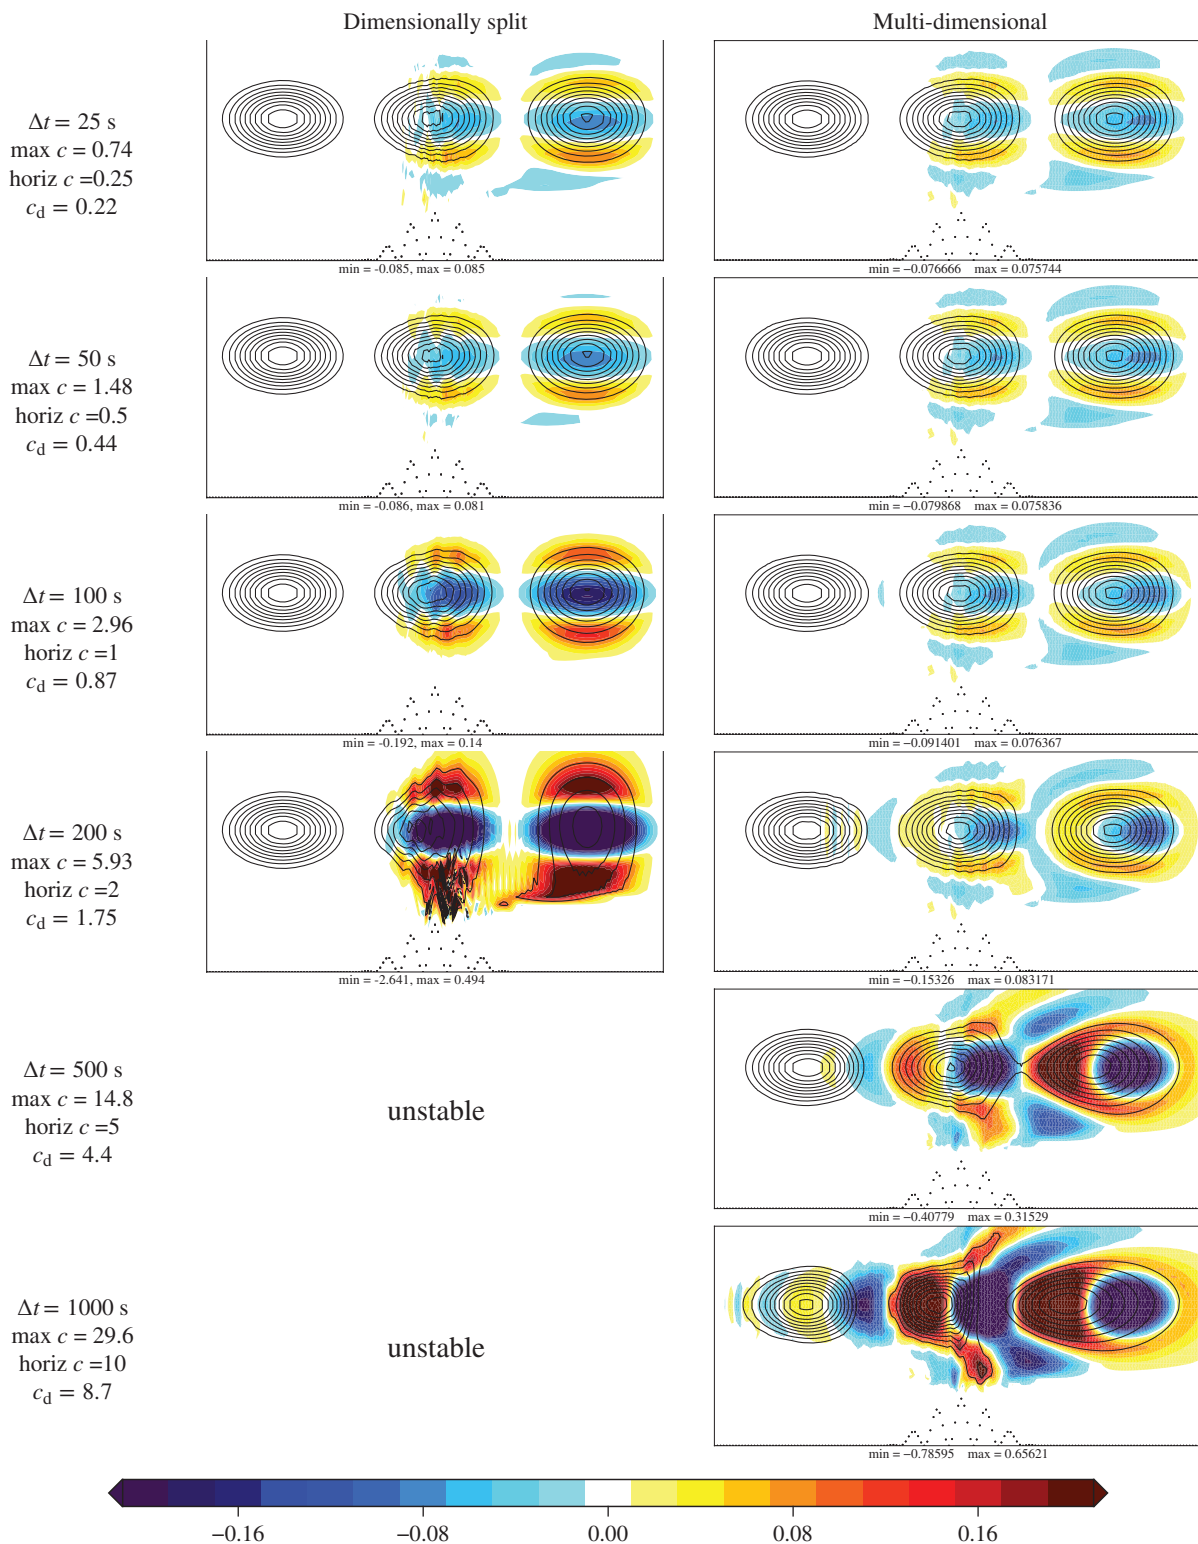 Dimensionally split
Multi-dimensional
Δt = 25 s
max c = 0.74
horiz c =0.25
c_d = 0.22
min = -0.085, max = 0.085
min = −0.076666 max = 0.075744
Δt = 50 s
max c = 1.48
horiz c =0.5
c_d = 0.44
min = -0.086, max = 0.081
min = −0.079868 max = 0.075836
Δt = 100 s
max c = 2.96
horiz c =1
c_d = 0.87
min = -0.192, max = 0.14
min = −0.091401 max = 0.076367
Δt = 200 s
max c = 5.93
horiz c =2
c_d = 1.75
min = -2.641, max = 0.494
min = −0.15326 max = 0.083171
Δt = 500 s
max c = 14.8
horiz c =5
c_d = 4.4
unstable
min = −0.40779 max = 0.31529
Δt = 1000 s
max c = 29.6
horiz c =10
c_d = 8.7
unstable
min = −0.78595 max = 0.65621
−0.16 −0.08 0.00 0.08 0.16